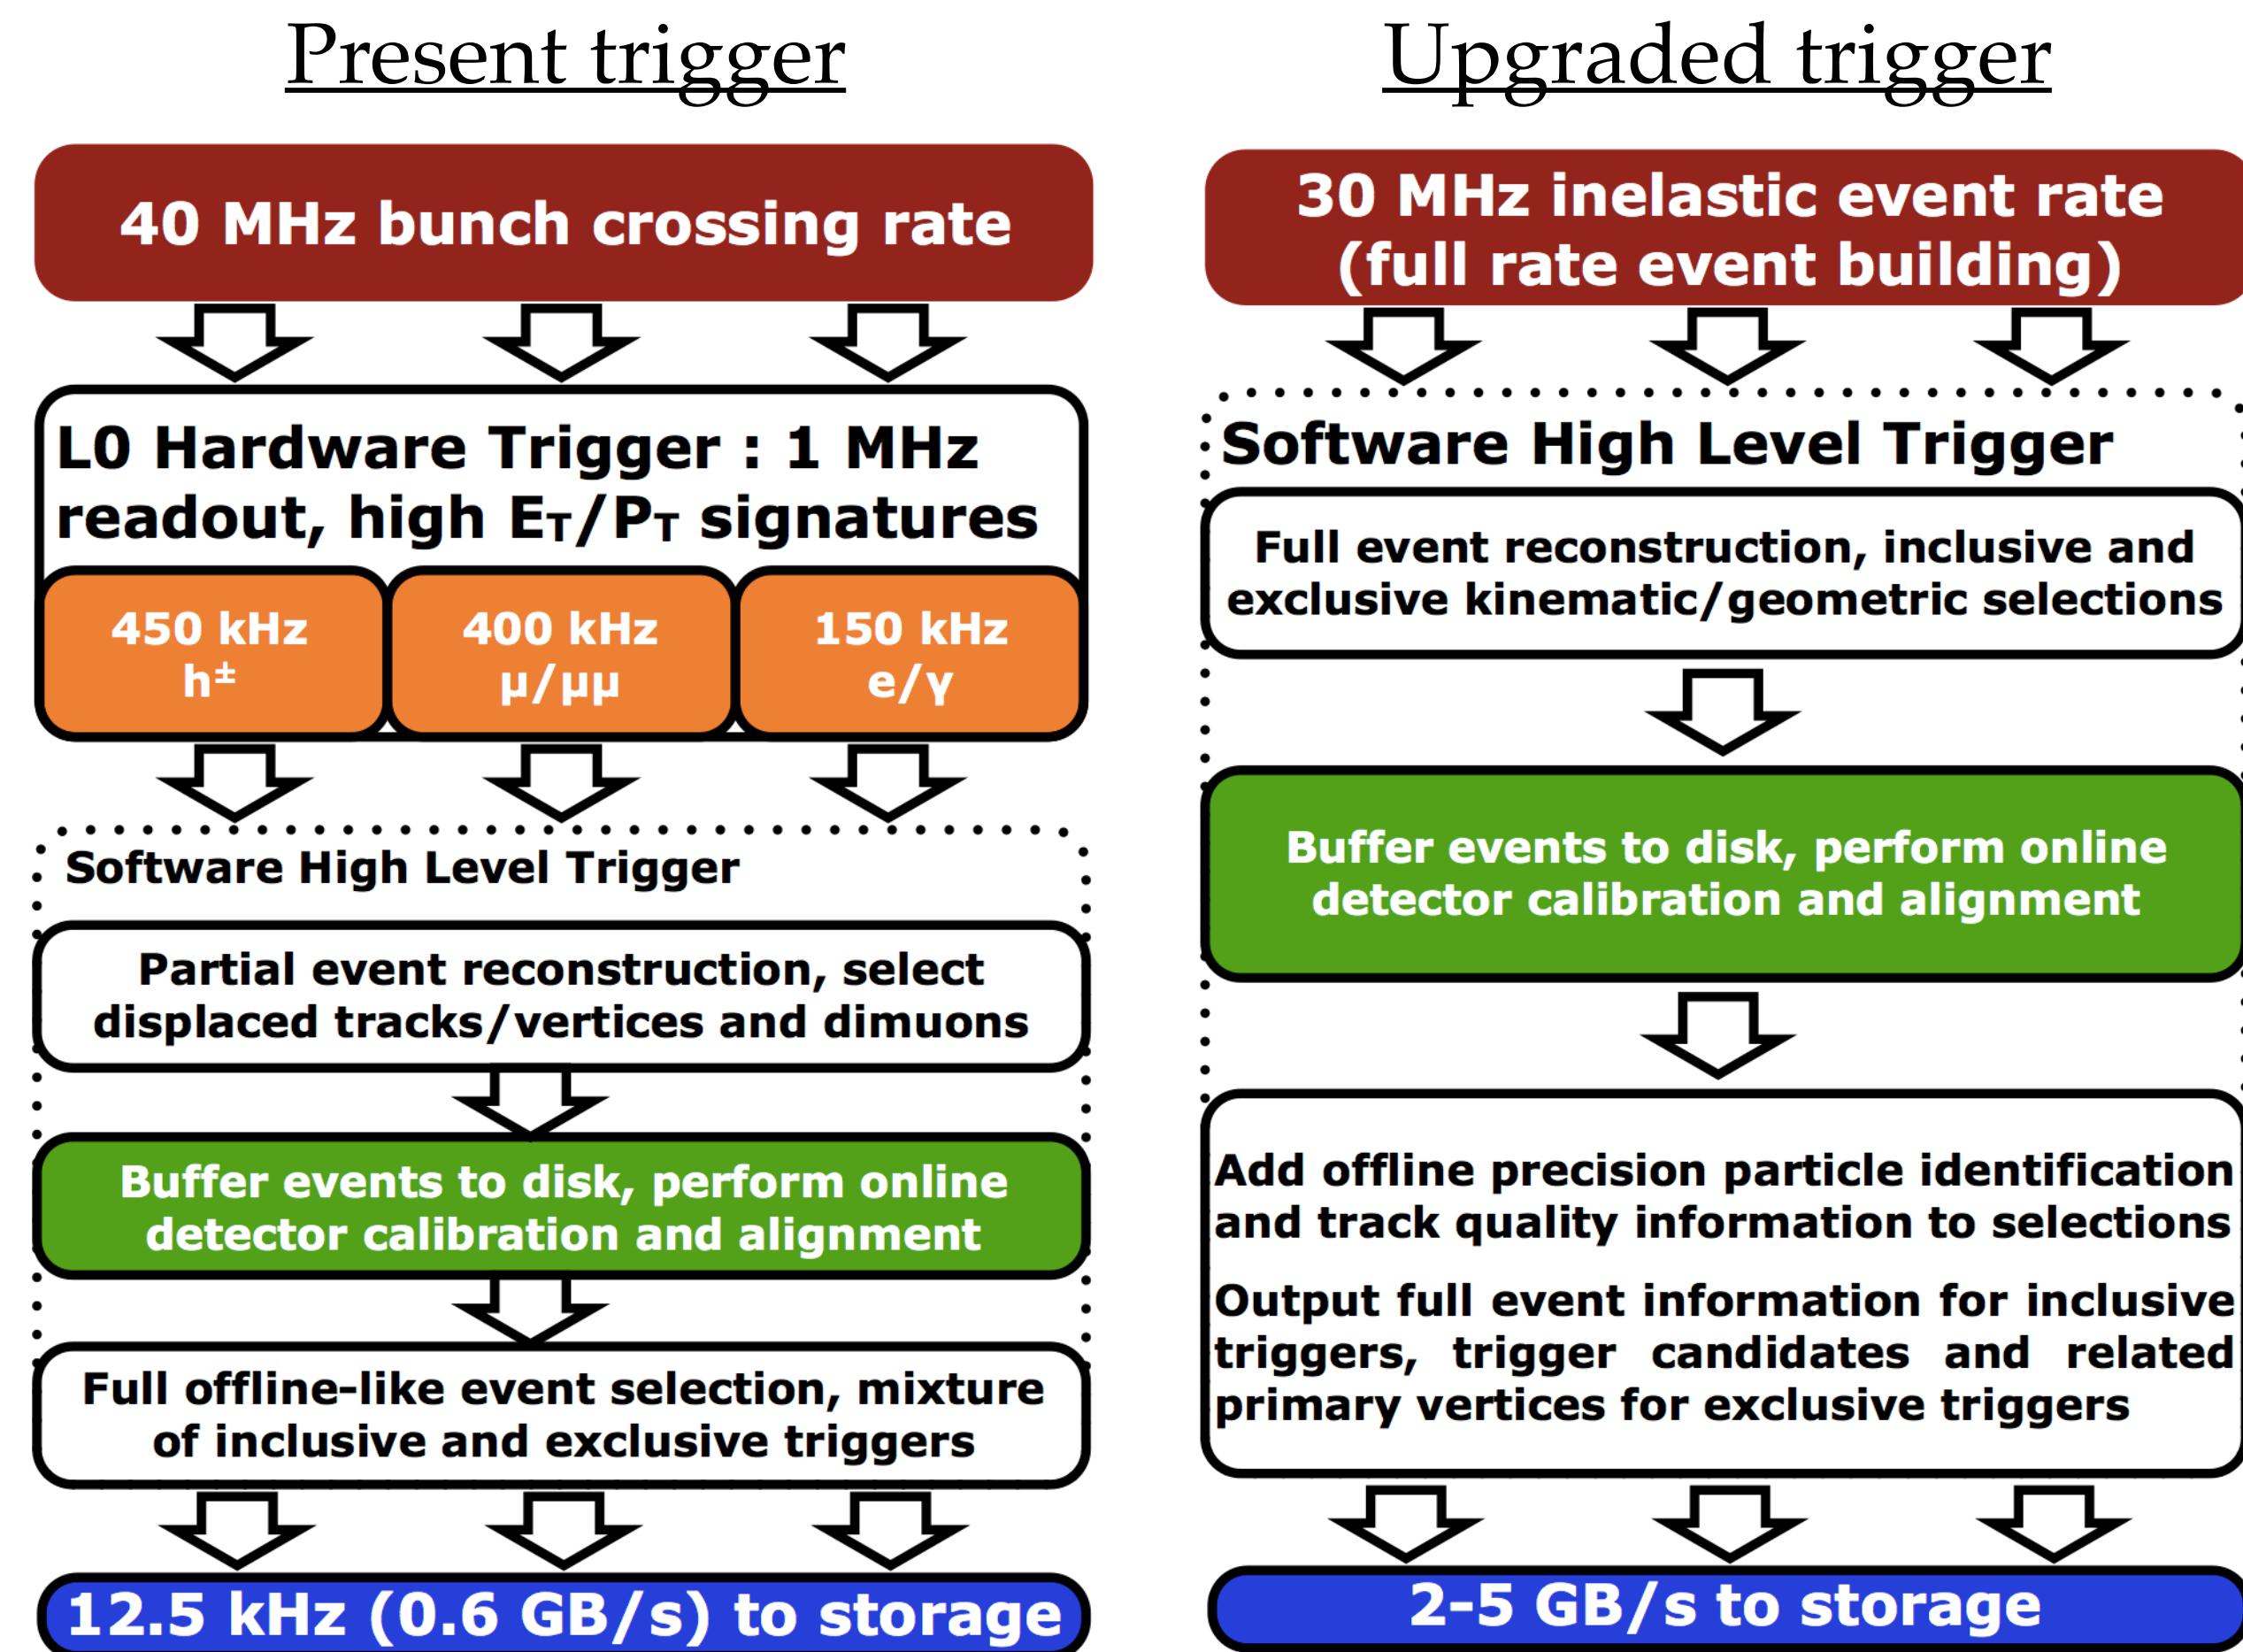 Present trigger
40 MHz bunch crossing rate
L0 Hardware Trigger : 1 MHz
readout, high ET/PT signatures
450 kHz
h±
400 kHz
μ/μμ
150 kHz
e/γ
Software High Level Trigger
Partial event reconstruction, select
displaced tracks/vertices and dimuons
Buffer events to disk, perform online
detector calibration and alignment
Full offline-like event selection, mixture
of inclusive and exclusive triggers
12.5 kHz (0.6 GB/s) to storage
Upgraded trigger
30 MHz inelastic event rate
(full rate event building)
Software High Level Trigger
Full event reconstruction, inclusive and
exclusive kinematic/geometric selections
Buffer events to disk, perform online
detector calibration and alignment
Add offline precision particle identification
and track quality information to selections
Output full event information for inclusive
triggers, trigger candidates and related
primary vertices for exclusive triggers
2-5 GB/s to storage